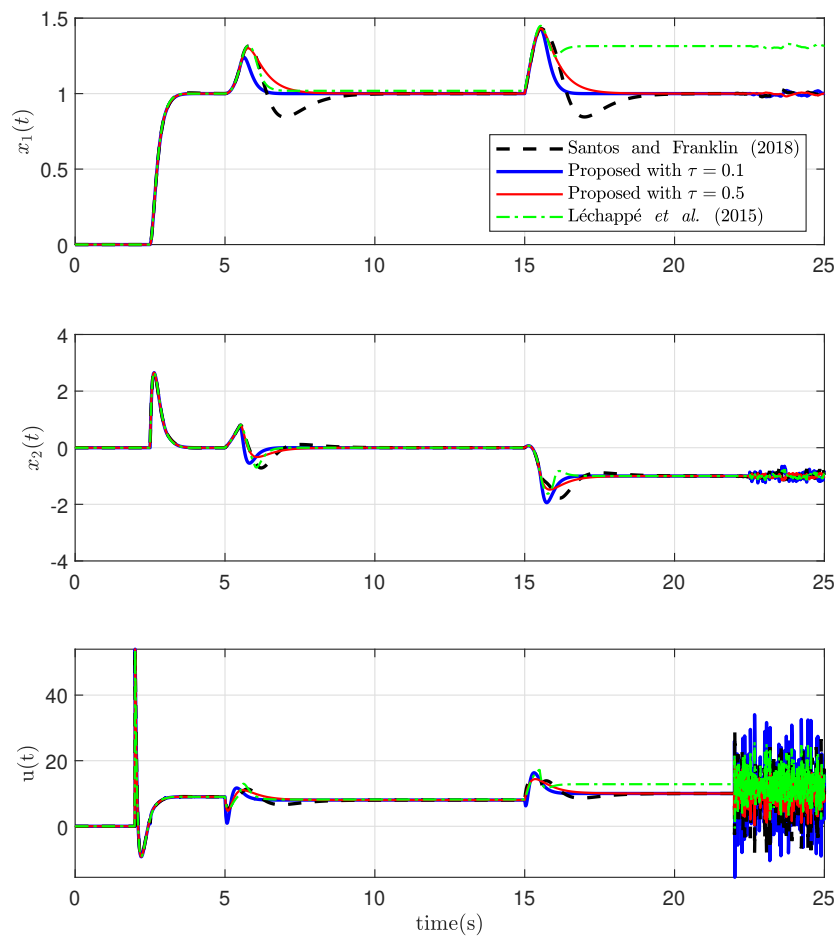 1.5
1
0.5
0
x₁(t)
Santos and Franklin (2018)
Proposed with τ = 0.1
Proposed with τ = 0.5
Léchappé et al. (2015)
0 5 10 15 20 25
4
2
0
-2
-4
x₂(t)
0 5 10 15 20 25
40
20
0
u(t)
0 5 10 15 20 25
time(s)